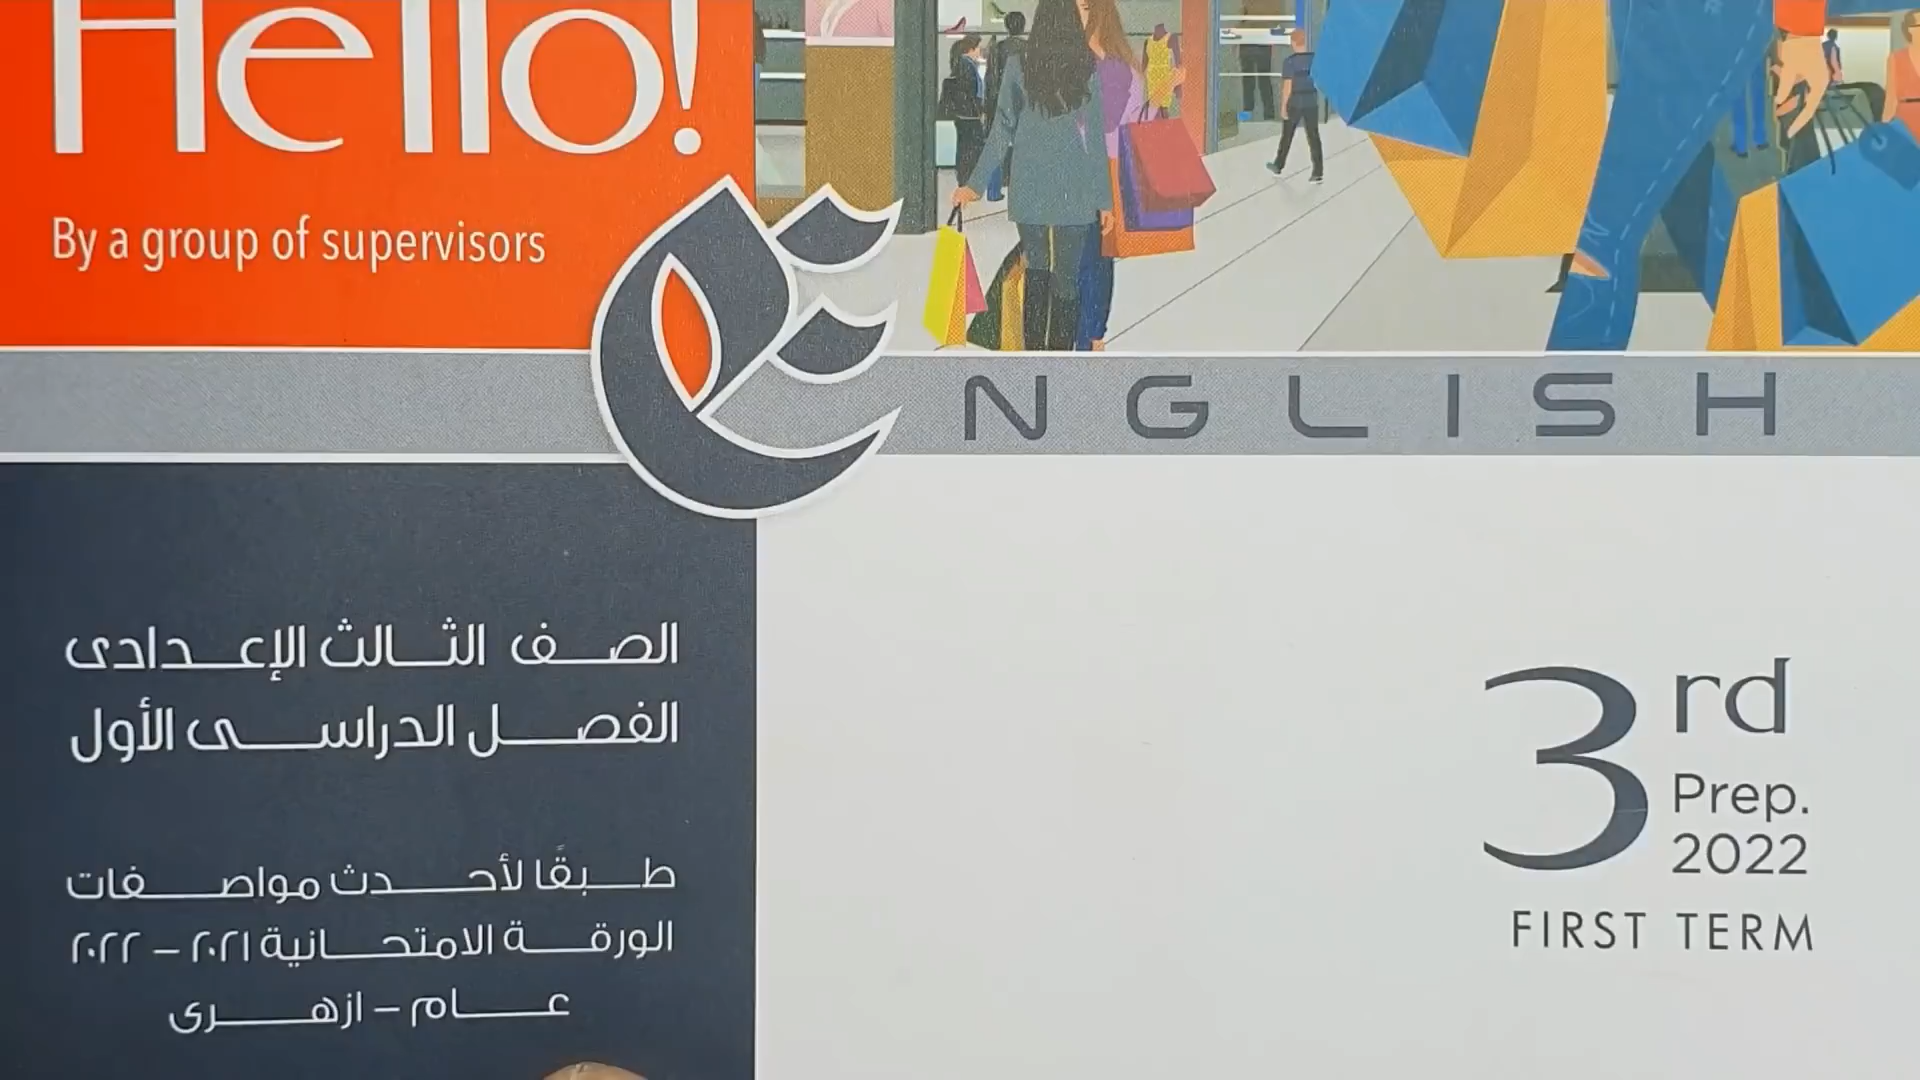 Hello!
By a group of supervisors
ENGLISH
الصف الثالث الإعدادى
الفصل الدراسى الأول
طبقًا لأحدث مواصفات
الورقة الامتحانية ٢٠٢١ – ٢٠٢٢
عام – ازهرى
3rd
Prep.
2022
FIRST TERM